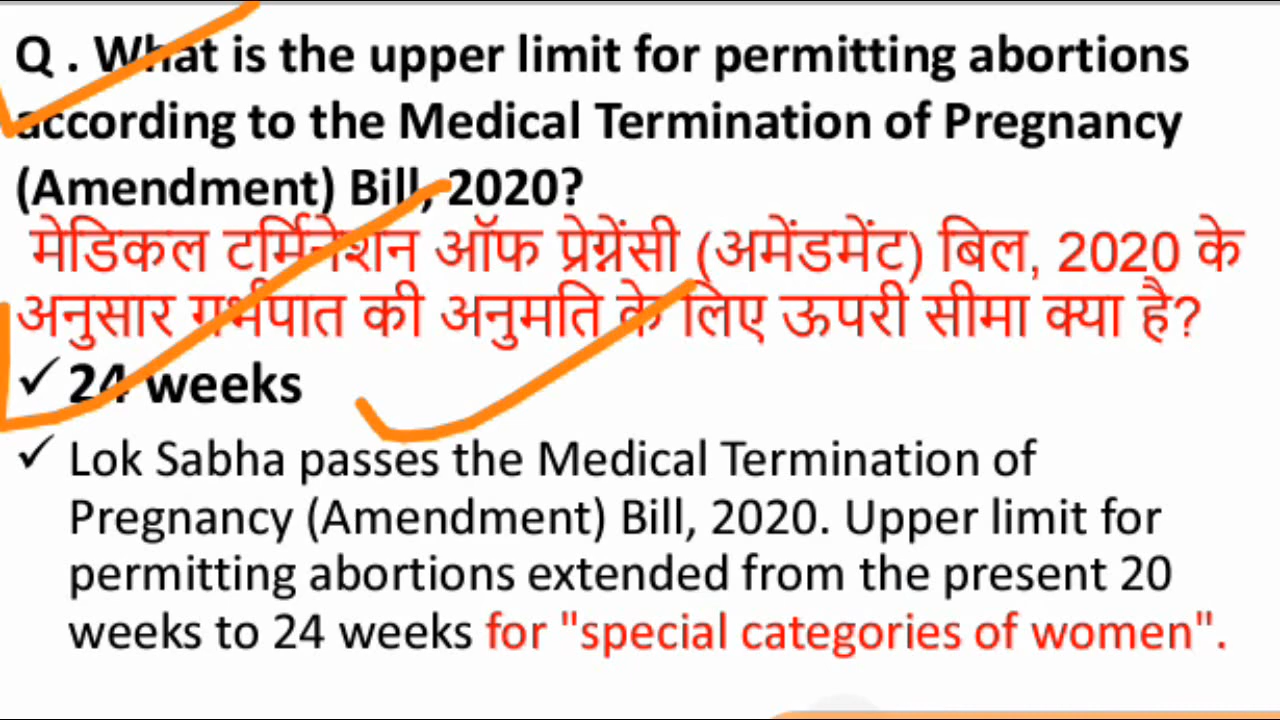 Q . What is the upper limit for permitting abortions
according to the Medical Termination of Pregnancy
(Amendment) Bill, 2020?
मेडिकल टर्मिनेशन ऑफ प्रेग्नेंसी (अमेंडमेंट) बिल, 2020 के
अनुसार गर्भपात की अनुमति के लिए ऊपरी सीमा क्या है?
✓ 24 weeks
✓ Lok Sabha passes the Medical Termination of
Pregnancy (Amendment) Bill, 2020. Upper limit for
permitting abortions extended from the present 20
weeks to 24 weeks for "special categories of women".